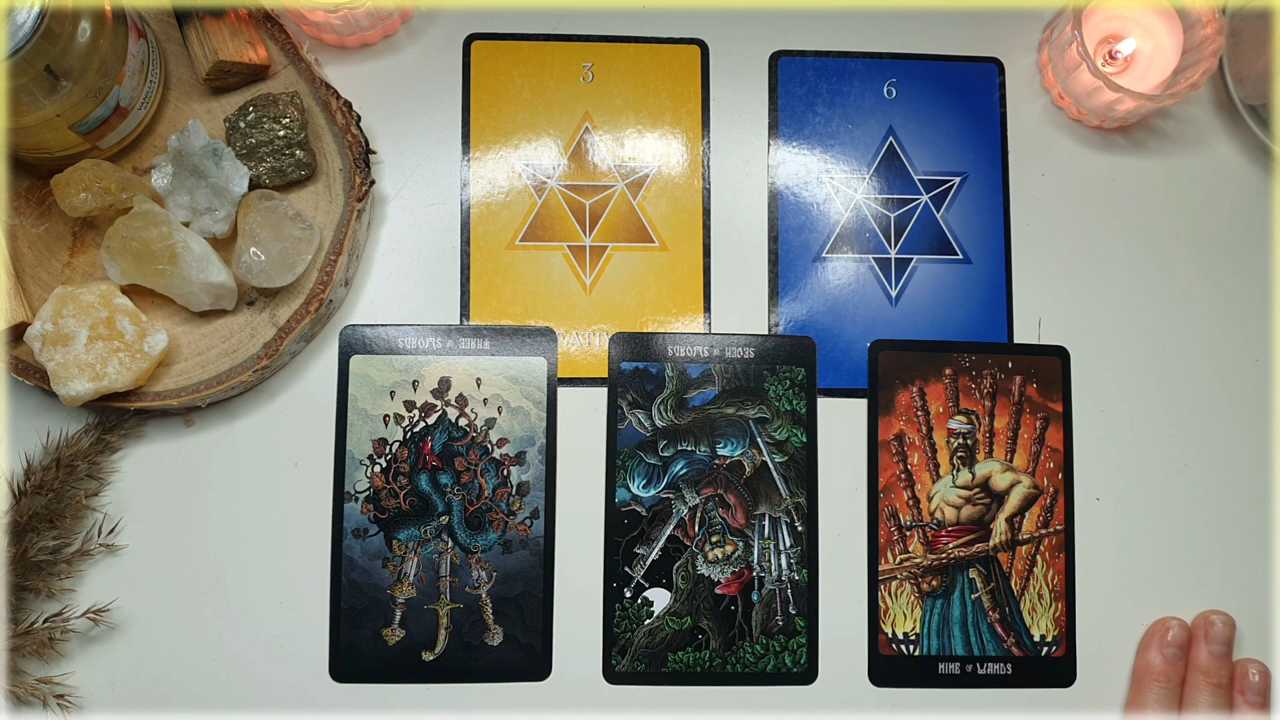 3
6
THREE OF SWORDS
SEVEN OF SWORDS
NINE OF WANDS